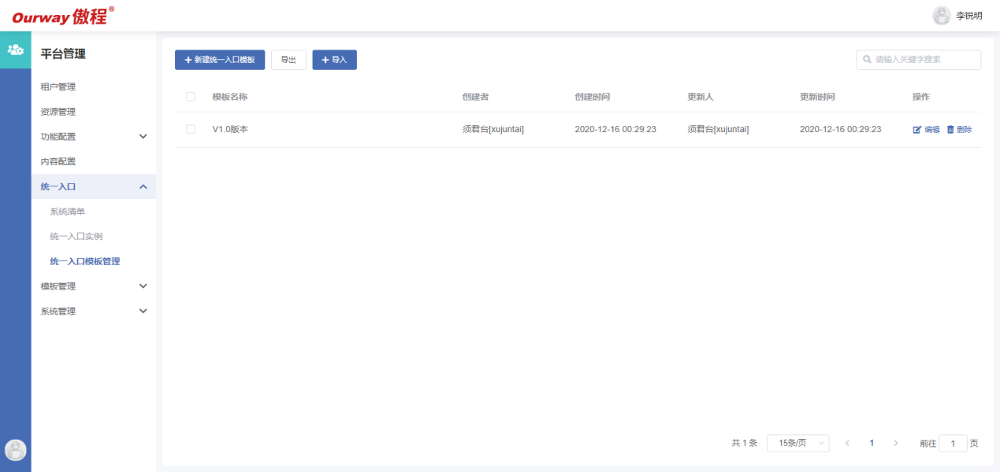 Ourway 傲程®
李锐明
平台管理
租户管理
资源管理
功能配置
内容配置
统一入口
系统清单
统一入口实例
统一入口模板管理
模板管理
系统管理
新建统一入口模板 导出 导入 请输入关键字搜素
模板名称 创建者 创建时间 更新人 更新时间 操作
V1.0版本 须君台[xujuntai] 2020-12-16 00:29:23 须君台[xujuntai] 2020-12-16 00:29:23 编辑 删除
共 1 条 15条/页 1 前往 1 页